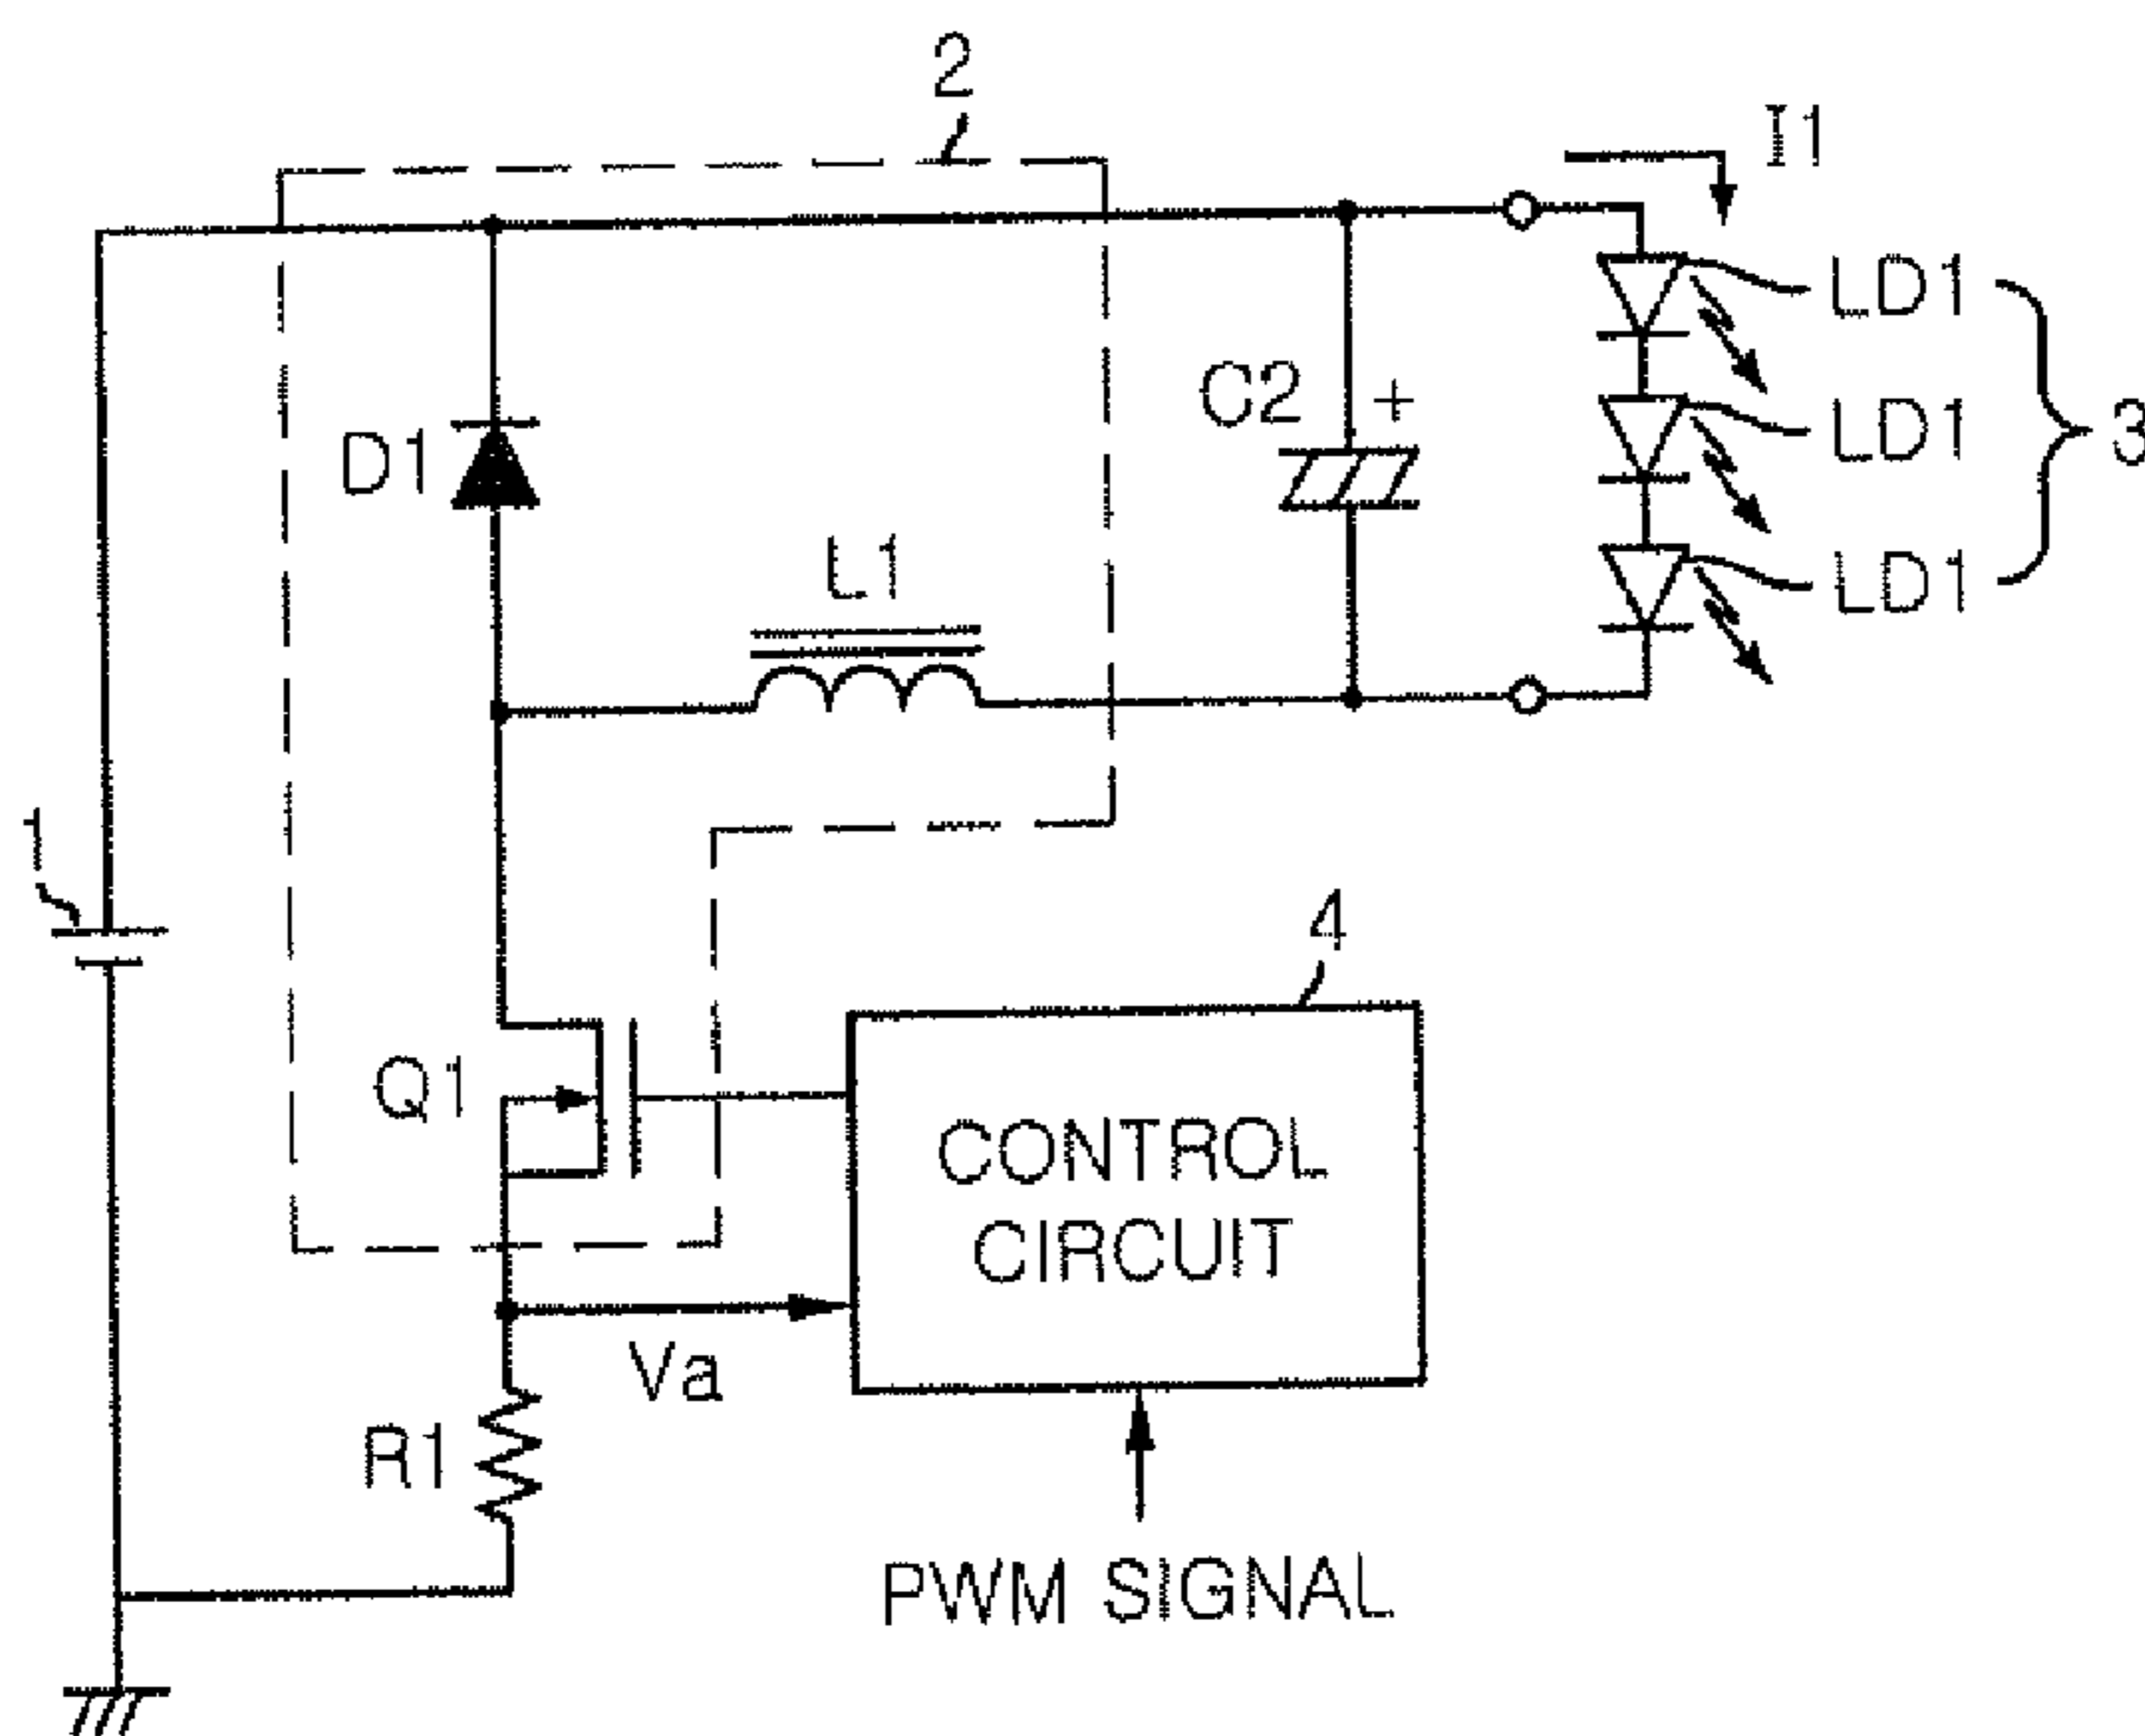 2
I1
LD1
C2 +
LD1
3
D1
L1
LD1
1
4
Q1
CONTROL
CIRCUIT
Va
R1
PWM SIGNAL